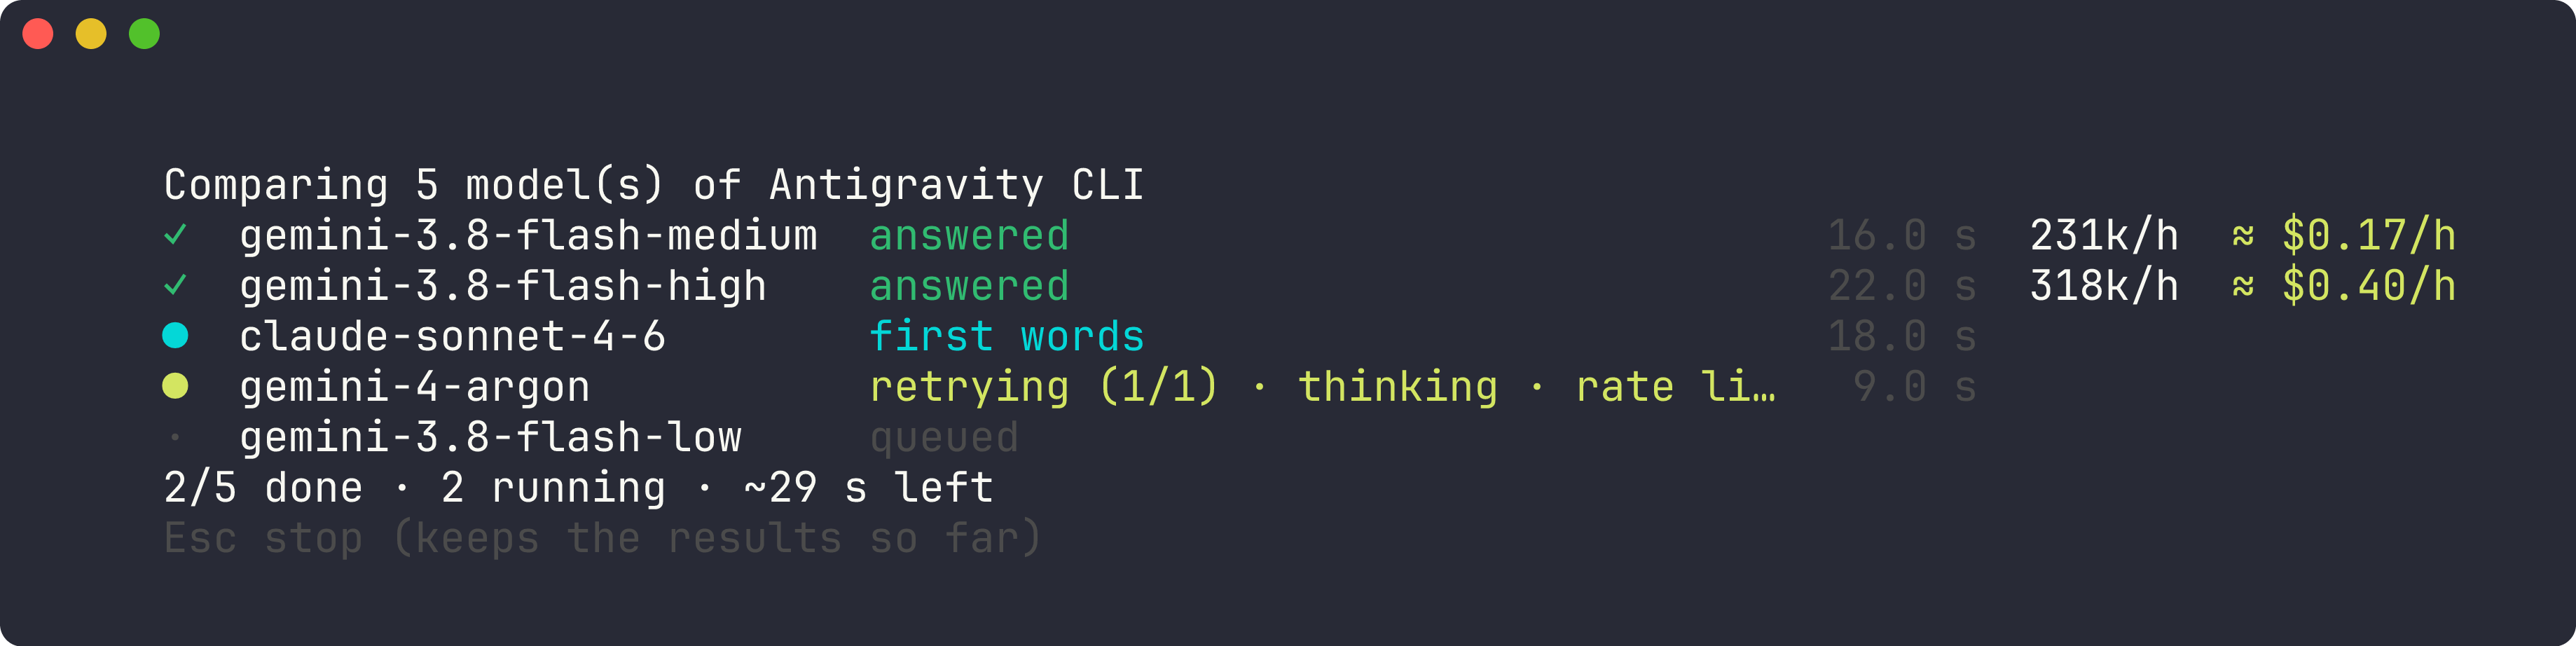 Comparing 5 model(s) of Antigravity CLI
✓ gemini-3.8-flash-medium answered 16.0 s 231k/h ≈ $0.17/h
✓ gemini-3.8-flash-high answered 22.0 s 318k/h ≈ $0.40/h
● claude-sonnet-4-6 first words 18.0 s
● gemini-4-argon retrying (1/1) · thinking · rate li… 9.0 s
· gemini-3.8-flash-low queued
2/5 done · 2 running · ~29 s left
Esc stop (keeps the results so far)